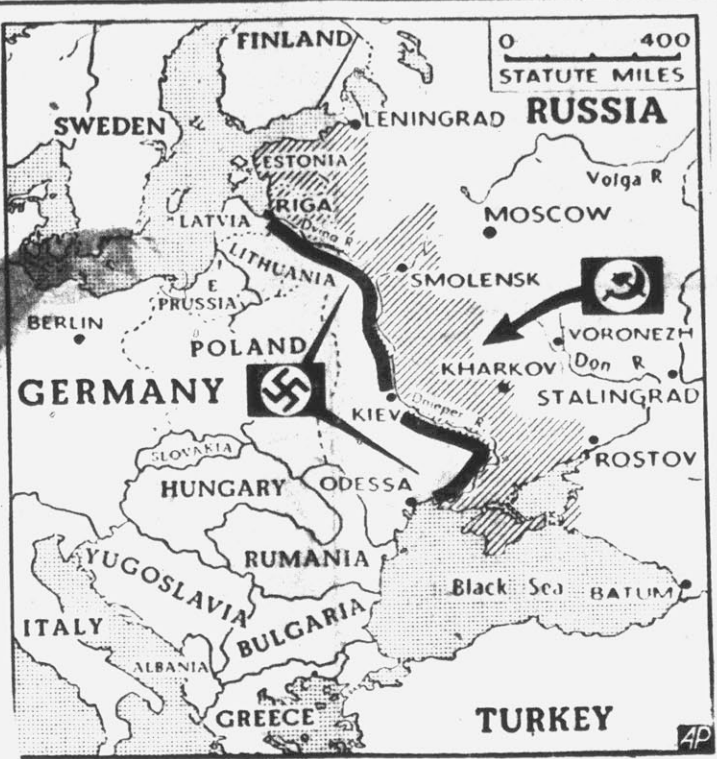 FINLAND
0 400
STATUTE MILES
SWEDEN
LENINGRAD
RUSSIA
ESTONIA
Volga R
RIGA
LATVIA
Dvina R.
MOSCOW
LITHUANIA
SMOLENSK
E
PRUSSIA
BERLIN
POLAND
VORONEZH
GERMANY
KHARKOV
Don R
KIEV
Dnieper R
STALINGRAD
SLOVAKIA
ROSTOV
HUNGARY
ODESSA
YUGOSLAVIA
RUMANIA
Black Sea
BATUM
BULGARIA
ITALY
ALBANIA
GREECE
TURKEY
AP